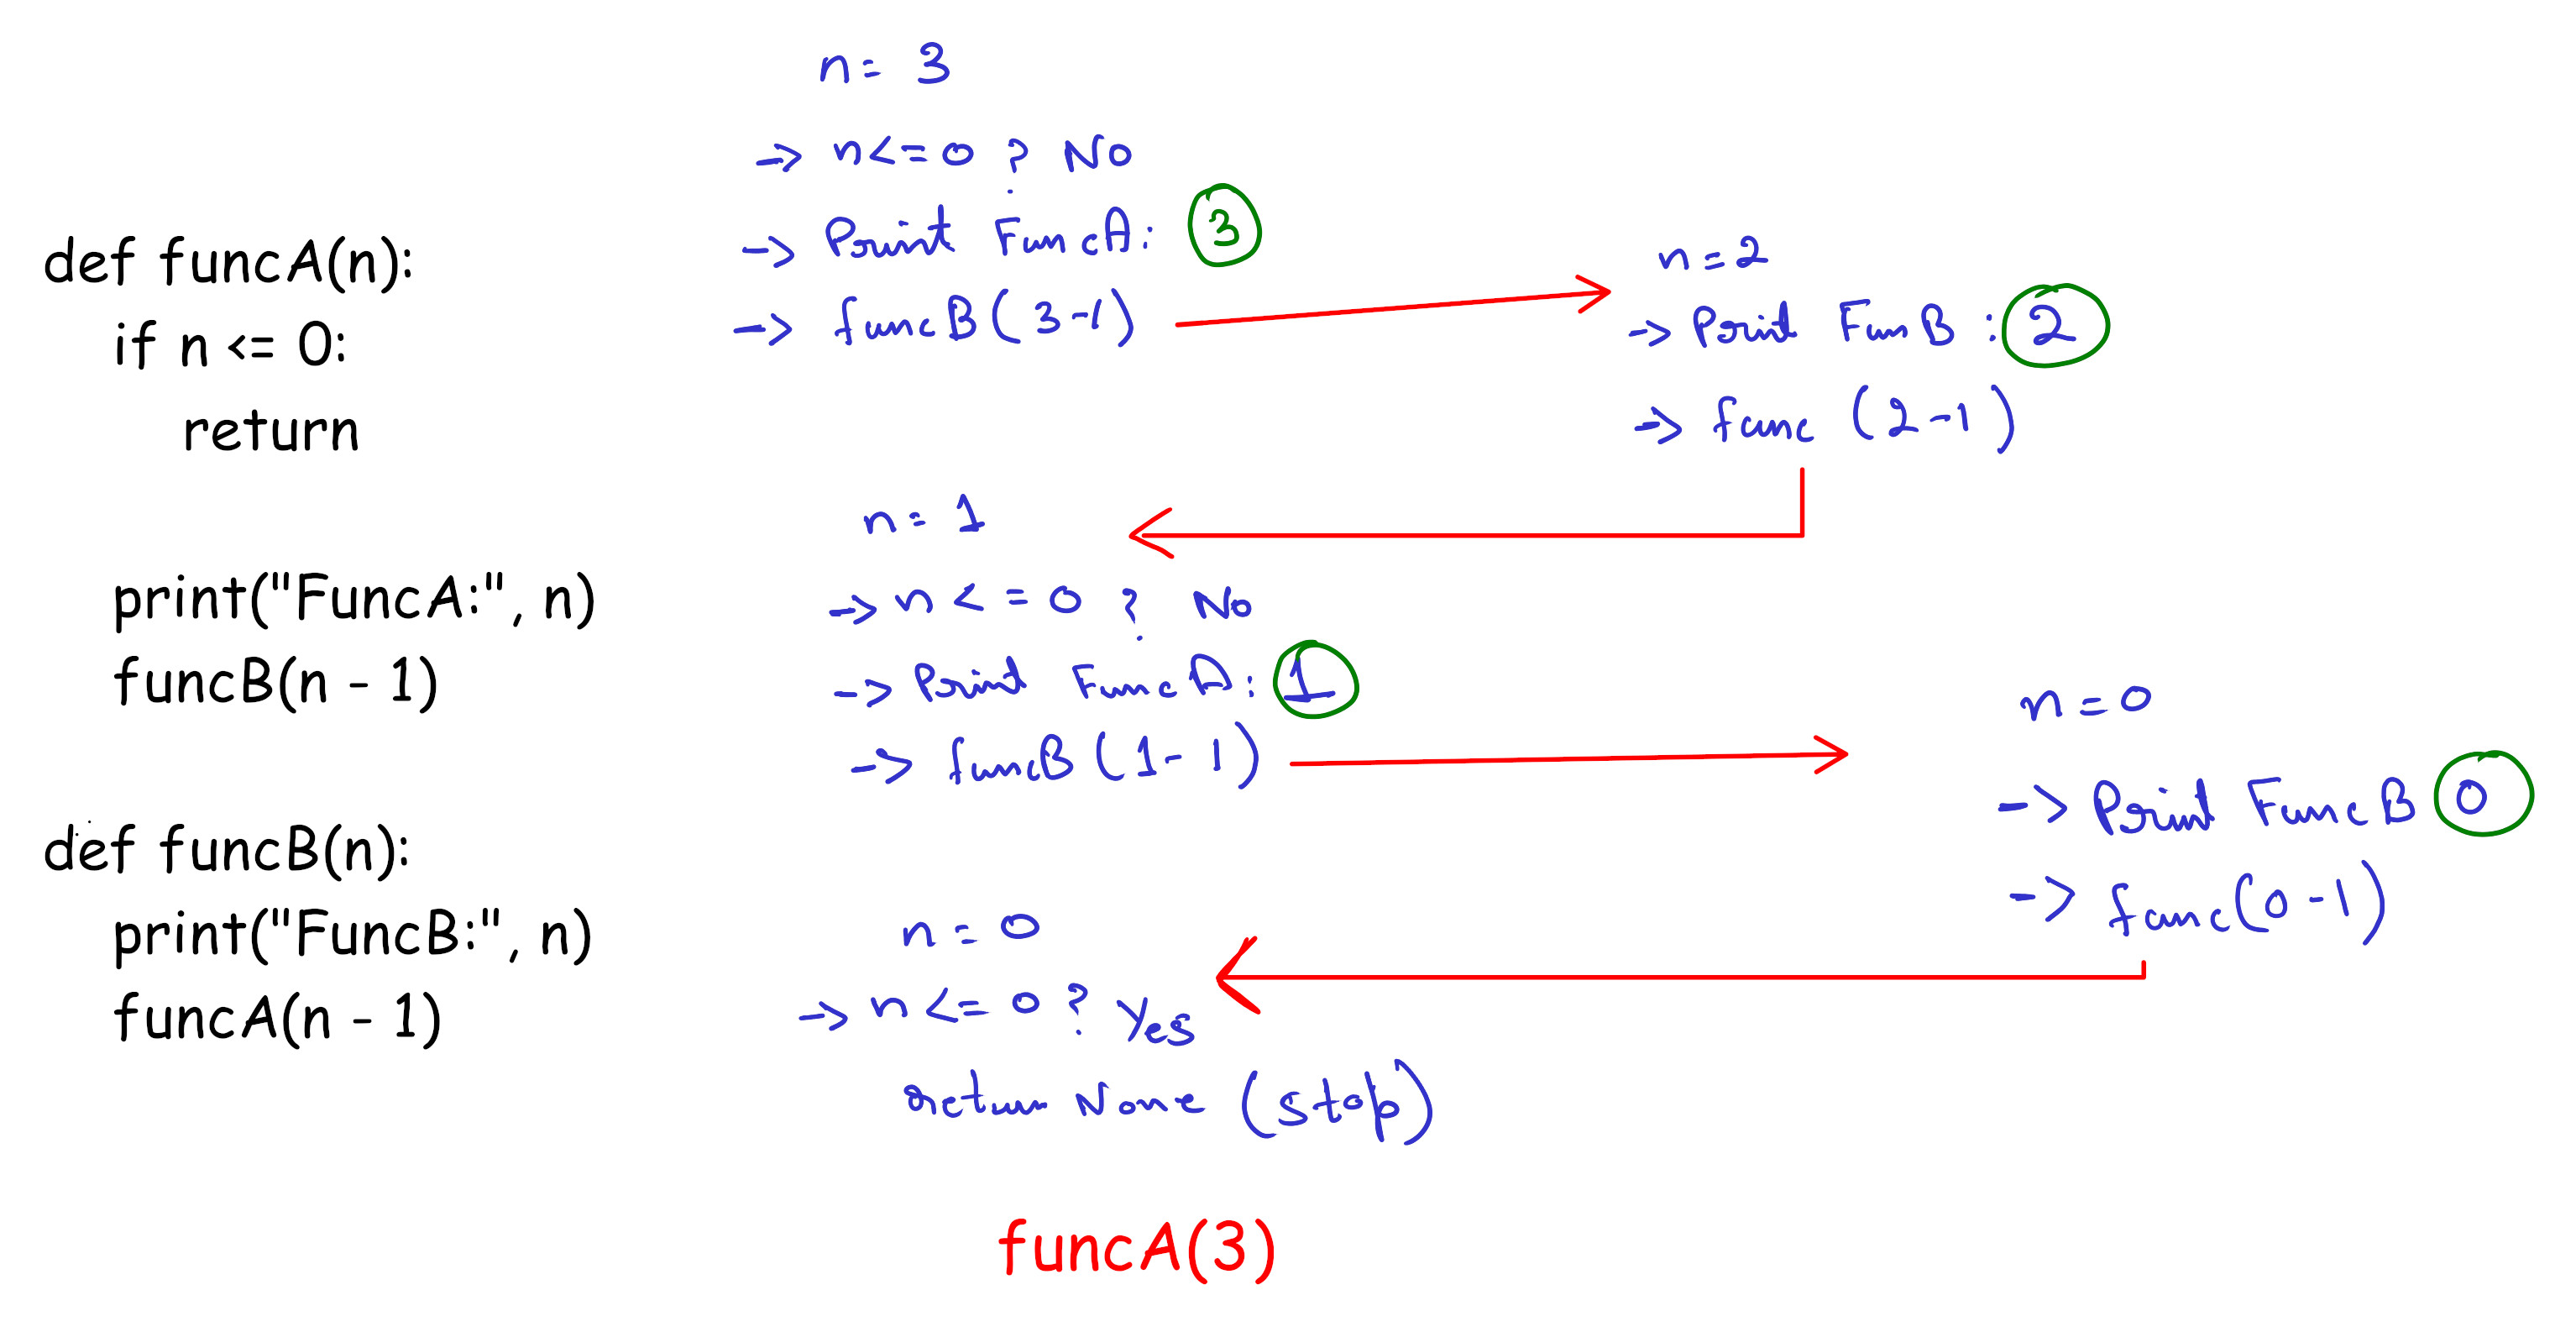 def funcA(n):
if n <= 0:
return
print("FuncA:", n)
funcB(n - 1)
def funcB(n):
print("FuncB:", n)
funcA(n - 1)
n = 3
-> n <= 0 ? No
-> Print FuncA: 3
-> funcB(3-1)
n = 2
-> Print FunB : 2
-> func (2-1)
n = 1
-> n <= 0 ? No
-> Print FuncA: 1
-> funcB(1-1)
n = 0
-> Print FuncB 0
-> func(0-1)
n = 0
-> n <= 0 ? Yes
return None (stop)
funcA(3)